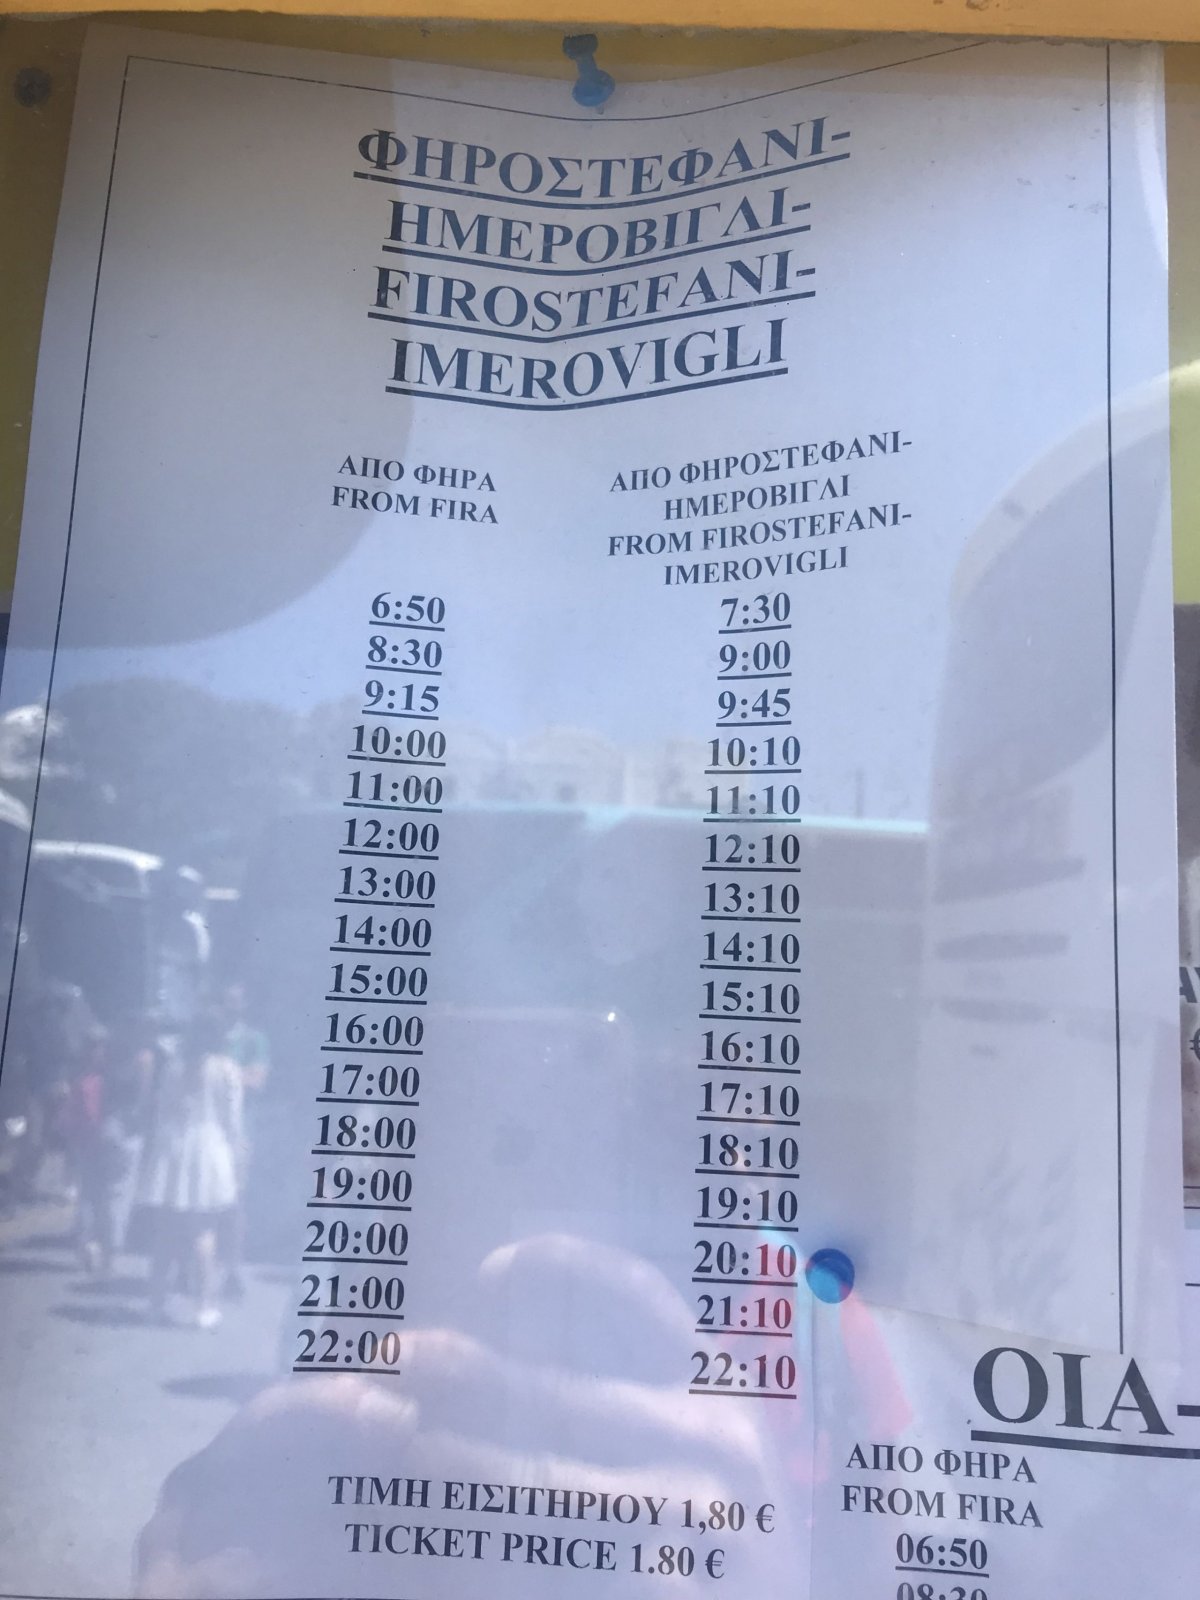 ΦΗΡΟΣΤΕΦΑΝΙ-
ΗΜΕΡΟΒΙΓΛΙ-
FIROSTEFANI-
IMEROVIGLI
ΑΠΟ ΦΗΡΑ
FROM FIRA
ΑΠΟ ΦΗΡΟΣΤΕΦΑΝΙ-
ΗΜΕΡΟΒΙΓΛΙ
FROM FIROSTEFANI-
IMEROVIGLI
6:50 7:30
8:30 9:00
9:15 9:45
10:00 10:10
11:00 11:10
12:00 12:10
13:00 13:10
14:00 14:10
15:00 15:10
16:00 16:10
17:00 17:10
18:00 18:10
19:00 19:10
20:00 20:10
21:00 21:10
22:00 22:10
ΤΙΜΗ ΕΙΣΙΤΗΡΙΟΥ 1,80 €
TICKET PRICE 1.80 €
ΟΙΑ-
ΑΠΟ ΦΗΡΑ
FROM FIRA
06:50
08:30